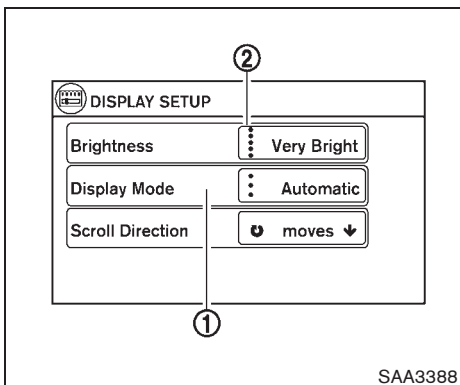 ②
DISPLAY SETUP
Brightness Very Bright
Display Mode Automatic
Scroll Direction moves
①
SAA3388